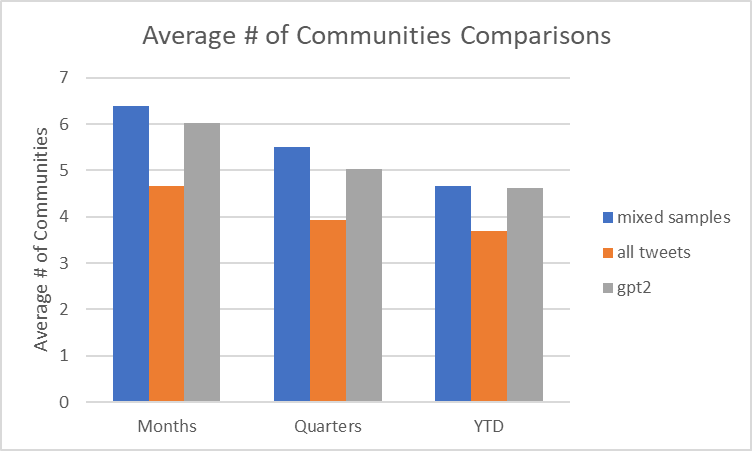 Average # of Communities Comparisons
Average # of Communities
7
6
5
4
3
2
1
0
Months Quarters YTD
mixed samples
all tweets
gpt2